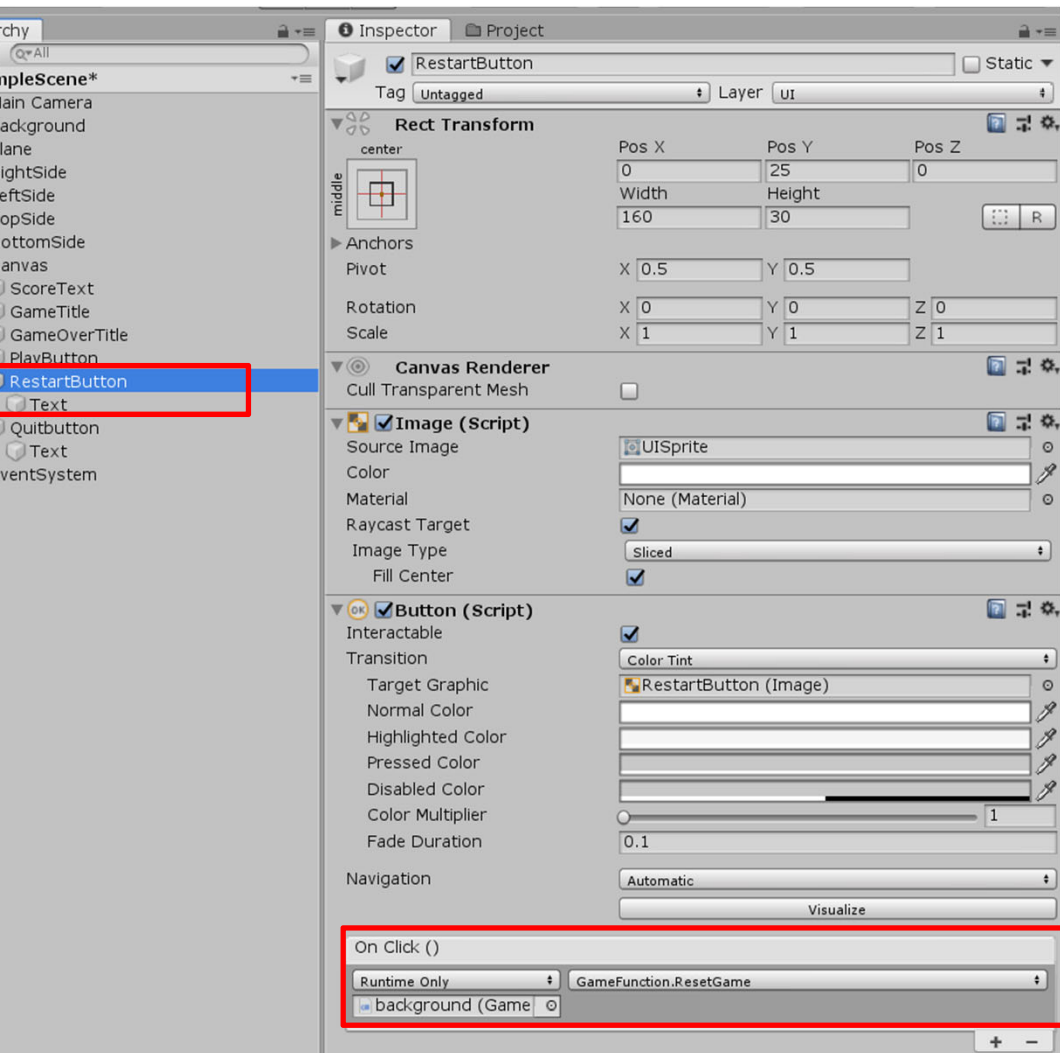 rchy
All
mpleScene*
Main Camera
ackground
lane
ightSide
eftSide
opSide
ottomSide
anvas
ScoreText
GameTitle
GameOverTitle
PlayButton
RestartButton
Text
Quitbutton
Text
ventSystem
Inspector Project
RestartButton Static
Tag Untagged Layer UI
Rect Transform
center Pos X Pos Y Pos Z
0 25 0
middle Width Height
160 30 R
Anchors
Pivot X 0.5 Y 0.5
Rotation X 0 Y 0 Z 0
Scale X 1 Y 1 Z 1
Canvas Renderer
Cull Transparent Mesh
Image (Script)
Source Image UISprite
Color
Material None (Material)
Raycast Target
Image Type Sliced
Fill Center
OK Button (Script)
Interactable
Transition Color Tint
Target Graphic RestartButton (Image)
Normal Color
Highlighted Color
Pressed Color
Disabled Color
Color Multiplier 1
Fade Duration 0.1
Navigation Automatic
Visualize
On Click ()
Runtime Only GameFunction.ResetGame
background (Game
+ −